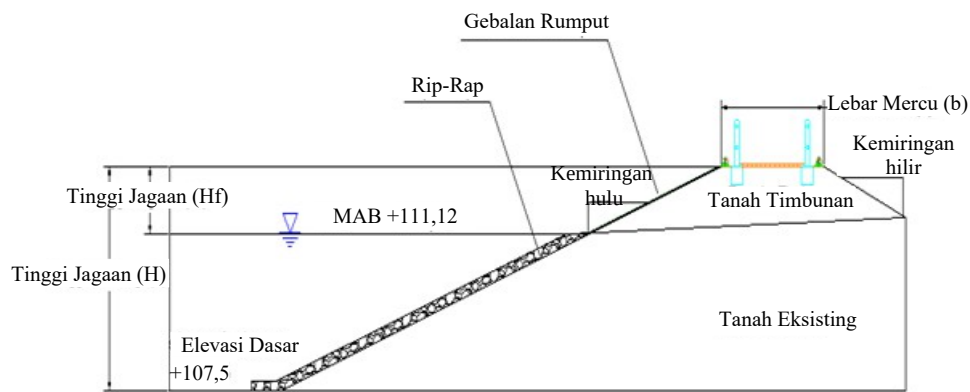 Gebalan Rumput
Rip-Rap
Lebar Mercu (b)
Kemiringan
hilir
Kemiringan
hulu
Tanah Timbunan
Tinggi Jagaan (Hf)
MAB +111,12
Tinggi Jagaan (H)
Tanah Eksisting
Elevasi Dasar
+107,5